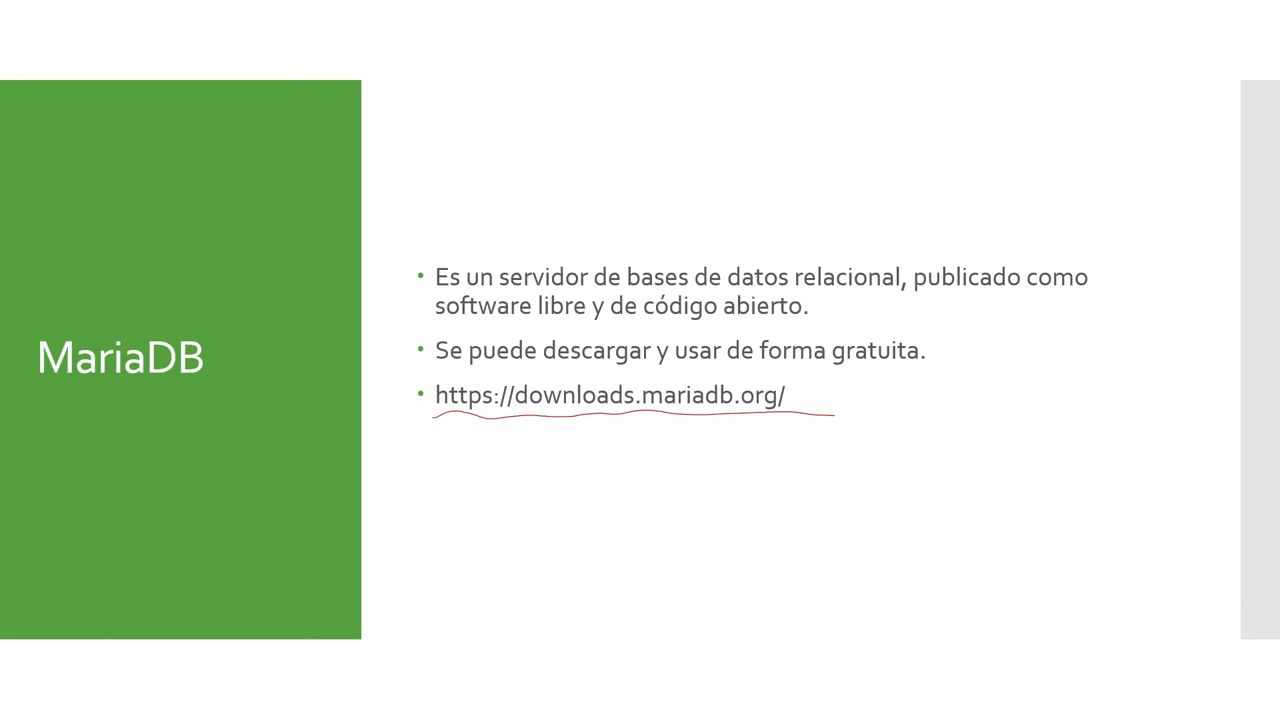 MariaDB
• Es un servidor de bases de datos relacional, publicado como
software libre y de código abierto.
• Se puede descargar y usar de forma gratuita.
• https://downloads.mariadb.org/